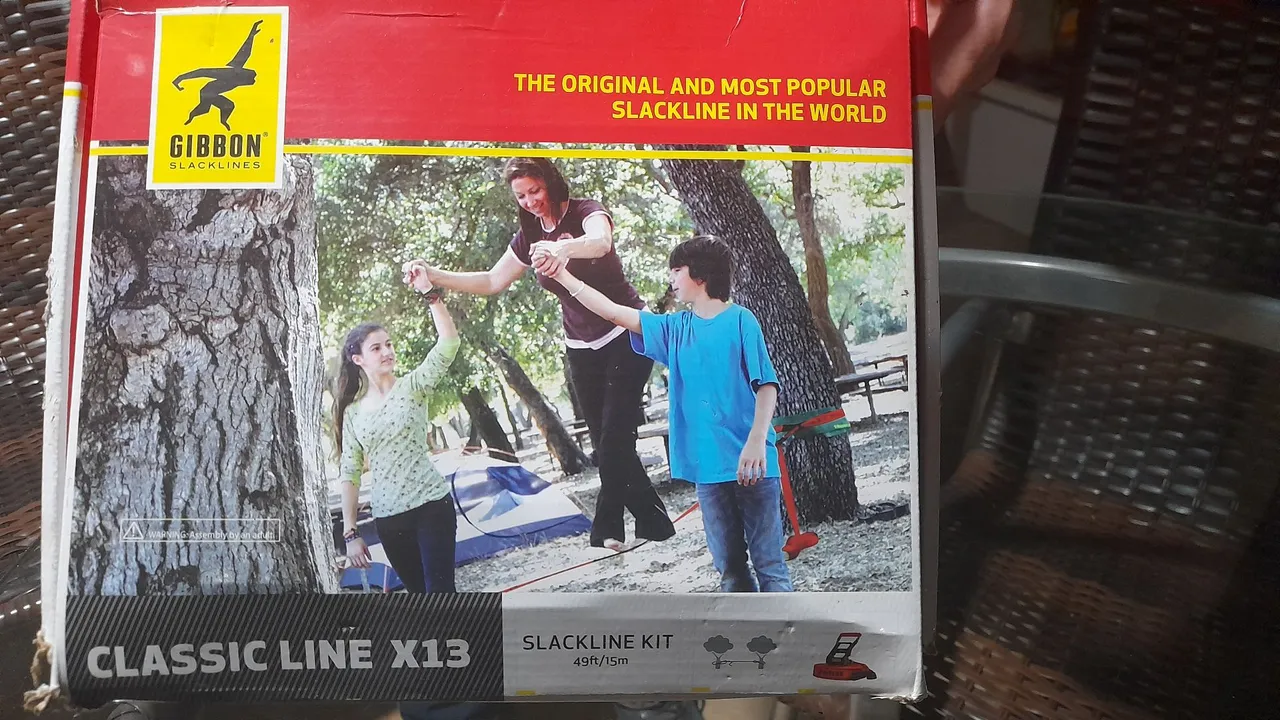 GIBBON®
SLACKLINES
THE ORIGINAL AND MOST POPULAR
SLACKLINE IN THE WORLD
WARNING: Assembly by an adult.
CLASSIC LINE X13
SLACKLINE KIT
49ft/15m